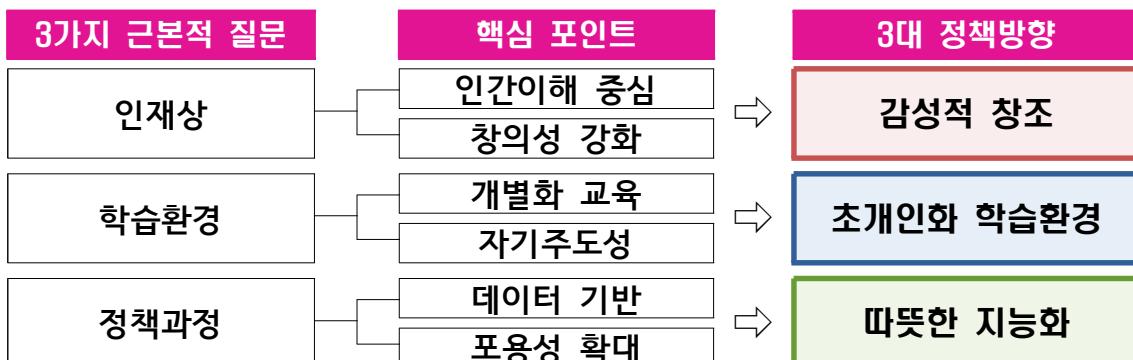 3가지 근본적 질문
핵심 포인트
3대 정책방향
인재상
인간이해 중심
창의성 강화
감성적 창조
학습환경
개별화 교육
자기주도성
초개인화 학습환경
정책과정
데이터 기반
포용성 확대
따뜻한 지능화